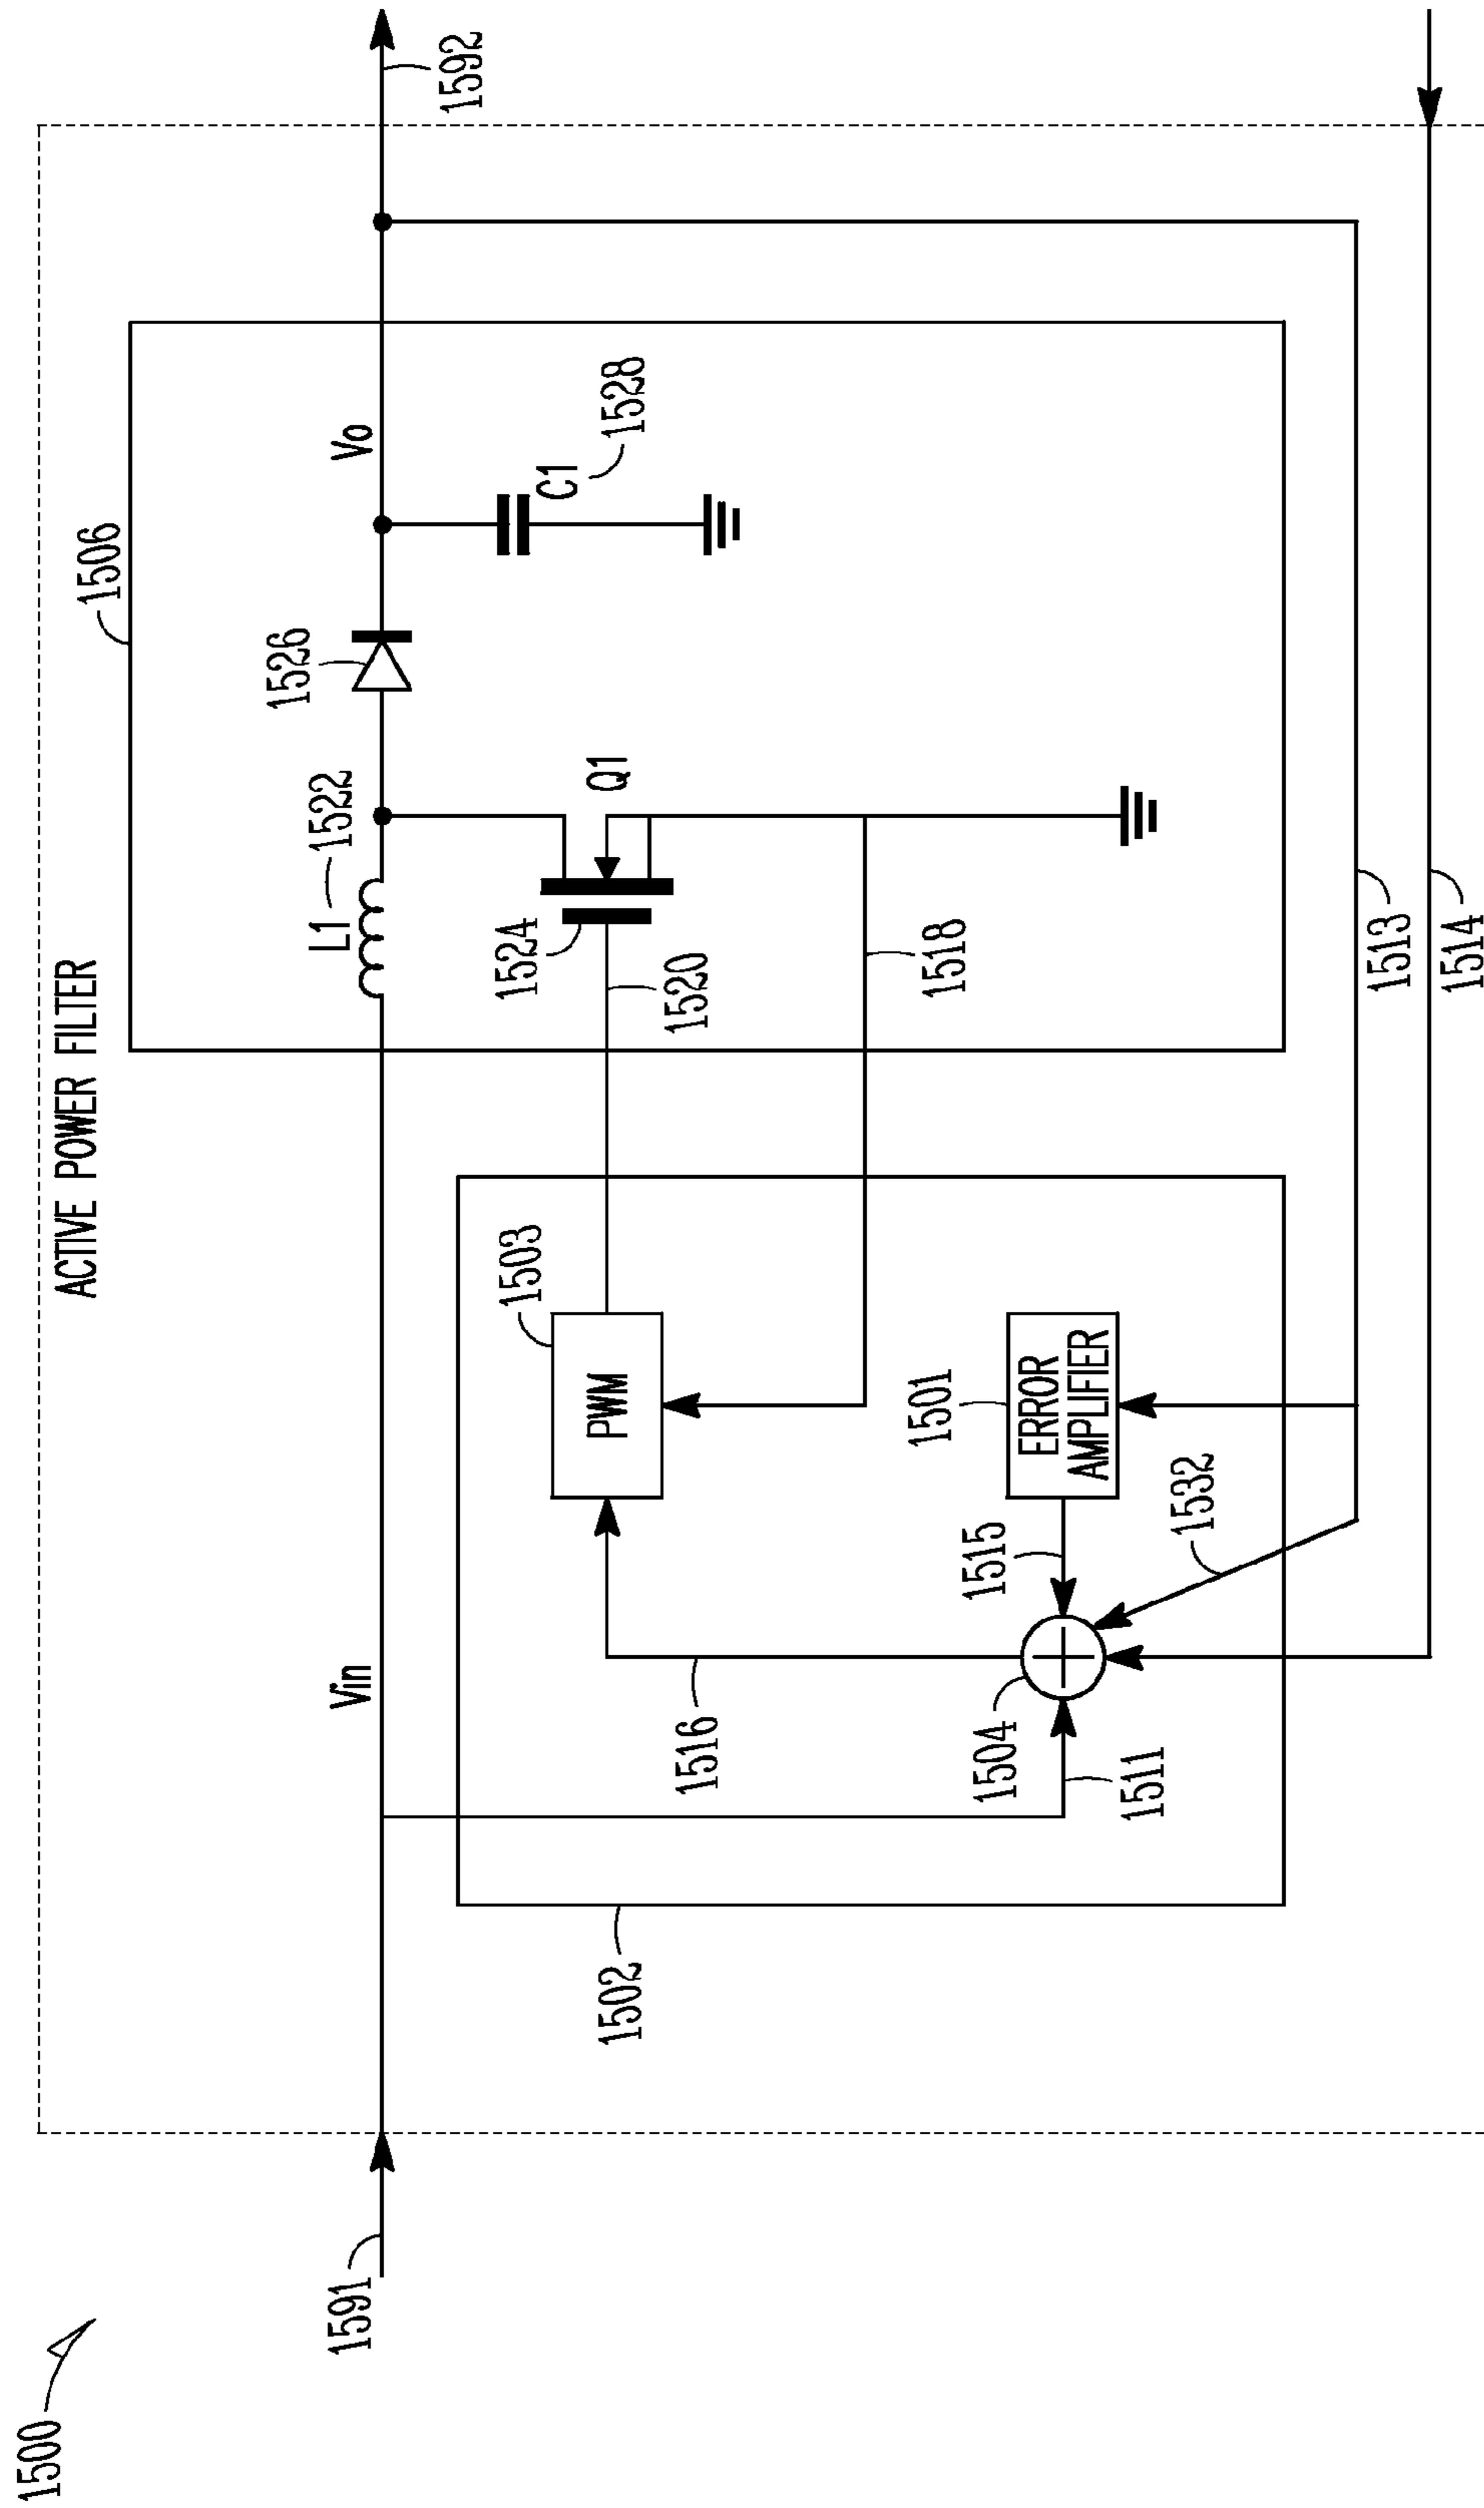 1500
ACTIVE POWER FILTER
1506
1591
Vin
L1
1522
1526
Vo
1592
1524
1520
Q1
C1
1528
1502
1503
PWM
1516
1518
1504
1511
1515
1501
ERROR
AMPLIFIER
1532
1513
1514